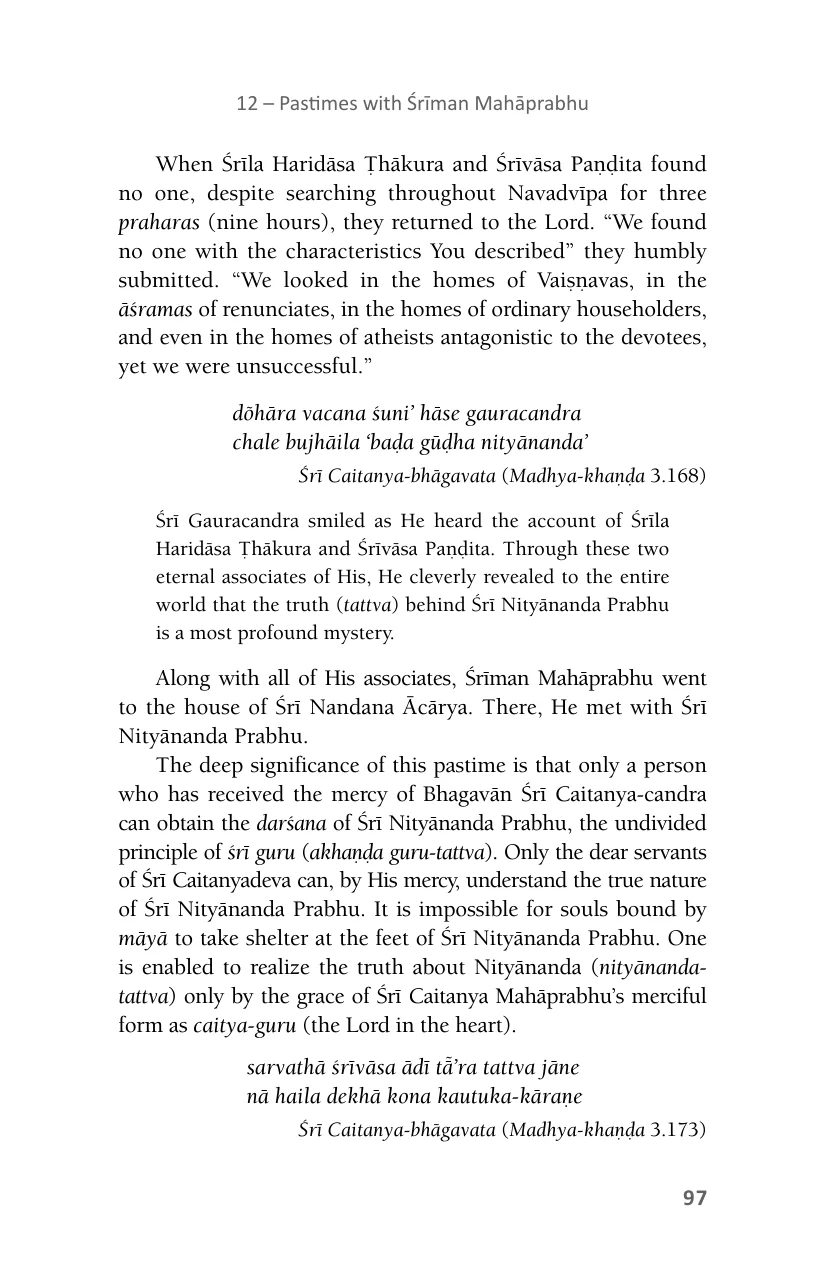 12 – Pastimes with Śrīman Mahāprabhu
When Śrīla Haridāsa Ṭhākura and Śrīvāsa Paṇḍita found
no one, despite searching throughout Navadvīpa for three
praharas (nine hours), they returned to the Lord. “We found
no one with the characteristics You described” they humbly
submitted. “We looked in the homes of Vaiṣṇavas, in the
āśramas of renunciates, in the homes of ordinary householders,
and even in the homes of atheists antagonistic to the devotees,
yet we were unsuccessful.”
dõhāra vacana śuni’ hāse gauracandra
chale bujhāila ‘baḍa gūḍha nityānanda’
Śrī Caitanya-bhāgavata (Madhya-khaṇḍa 3.168)
Śrī Gauracandra smiled as He heard the account of Śrīla
Haridāsa Ṭhākura and Śrīvāsa Paṇḍita. Through these two
eternal associates of His, He cleverly revealed to the entire
world that the truth (tattva) behind Śrī Nityānanda Prabhu
is a most profound mystery.
Along with all of His associates, Śrīman Mahāprabhu went
to the house of Śrī Nandana Ācārya. There, He met with Śrī
Nityānanda Prabhu.
The deep significance of this pastime is that only a person
who has received the mercy of Bhagavān Śrī Caitanya-candra
can obtain the darśana of Śrī Nityānanda Prabhu, the undivided
principle of śrī guru (akhaṇḍa guru-tattva). Only the dear servants
of Śrī Caitanyadeva can, by His mercy, understand the true nature
of Śrī Nityānanda Prabhu. It is impossible for souls bound by
māyā to take shelter at the feet of Śrī Nityānanda Prabhu. One
is enabled to realize the truth about Nityānanda (nityānanda-
tattva) only by the grace of Śrī Caitanya Mahāprabhu’s merciful
form as caitya-guru (the Lord in the heart).
sarvathā śrīvāsa ādī tā̃’ra tattva jāne
nā haila dekhā kona kautuka-kāraṇe
Śrī Caitanya-bhāgavata (Madhya-khaṇḍa 3.173)
97